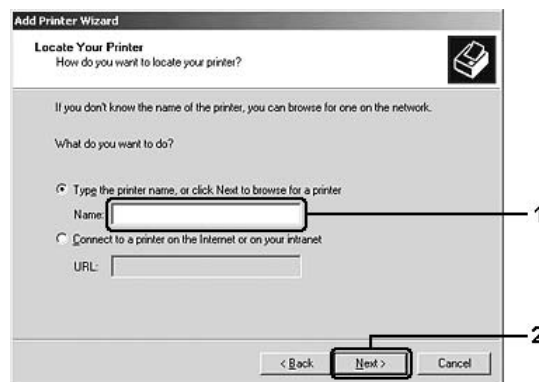 Add Printer Wizard
Locate Your Printer
How do you want to locate your printer?
If you don't know the name of the printer, you can browse for one on the network.
What do you want to do?
Type the printer name, or click Next to browse for a printer
Name:
1
Connect to a printer on the Internet or on your intranet
URL:
2
< Back Next > Cancel